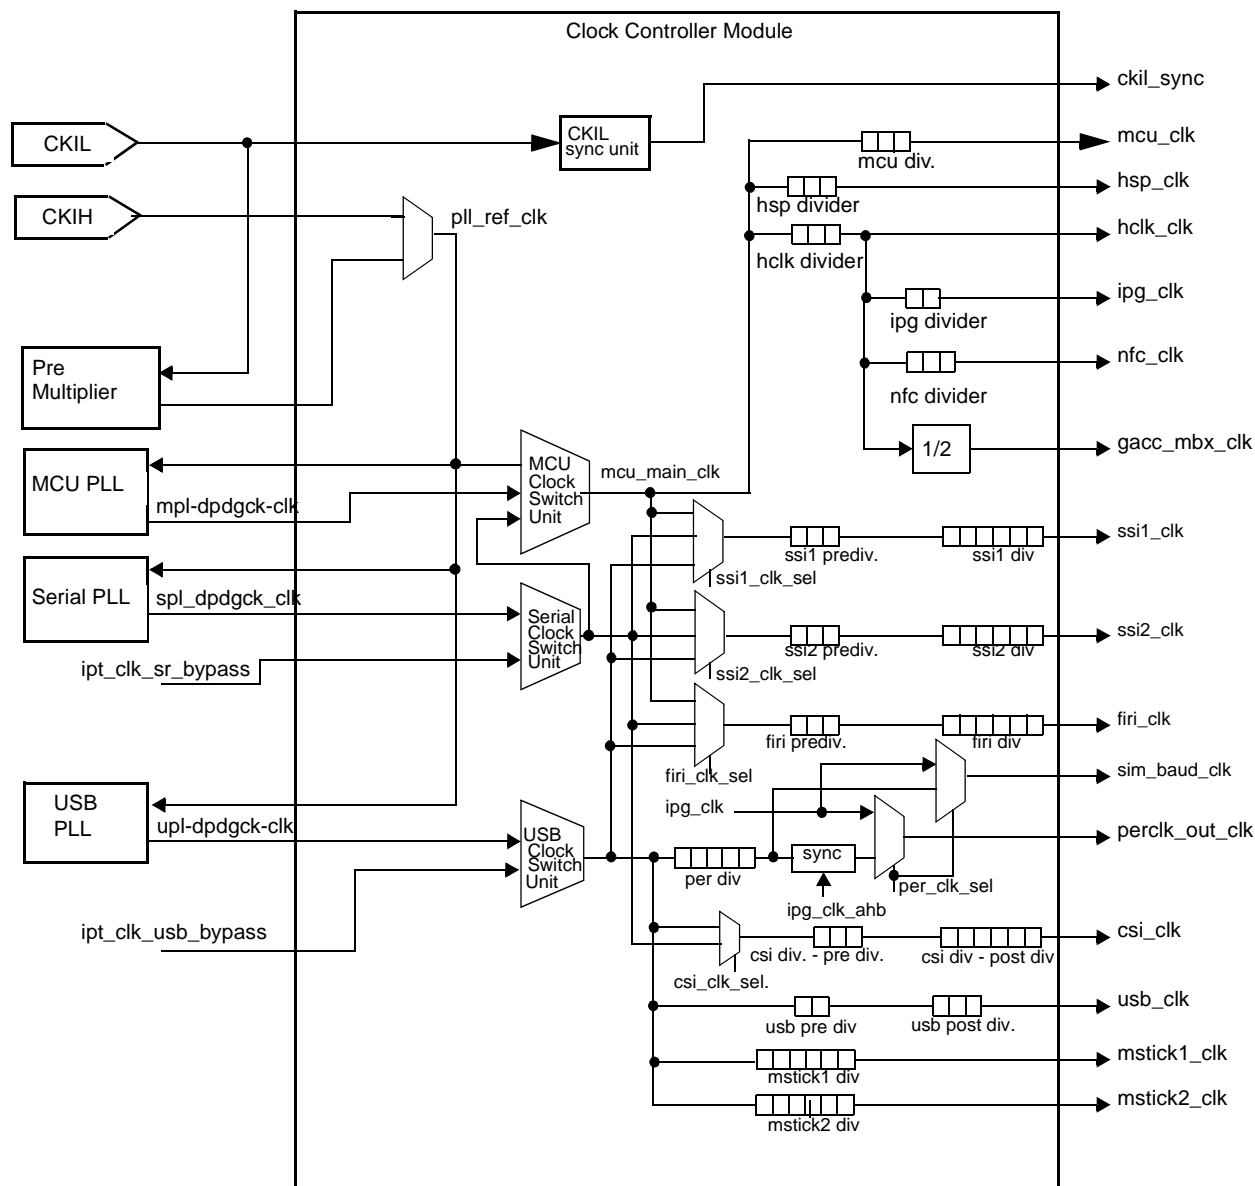 Clock Controller Module
ckil_sync
CKIL
CKIL
sync unit
mcu_clk
mcu div.
hsp_clk
hsp divider
CKIH
pll_ref_clk
hclk_clk
hclk divider
ipg_clk
ipg divider
Pre
Multiplier
nfc_clk
nfc divider
1/2
gacc_mbx_clk
MCU PLL
mpl-dpdgck-clk
MCU
Clock
Switch
Unit
mcu_main_clk
ssi1_clk
ssi1 prediv.
ssi1 div
ssi1_clk_sel
Serial PLL
spl_dpdgck_clk
Serial
Clock
Switch
Unit
ssi2_clk
ssi2 prediv.
ssi2 div
ssi2_clk_sel
ipt_clk_sr_bypass
firi_clk
firi prediv.
firi div
firi_clk_sel
sim_baud_clk
ipg_clk
USB
PLL
upl-dpdgck-clk
USB
Clock
Switch
Unit
perclk_out_clk
sync
per div
per_clk_sel
ipg_clk_ahb
ipt_clk_usb_bypass
csi_clk
csi div. - pre div.
csi div - post div
csi_clk_sel.
usb_clk
usb pre div
usb post div.
mstick1_clk
mstick1 div
mstick2_clk
mstick2 div